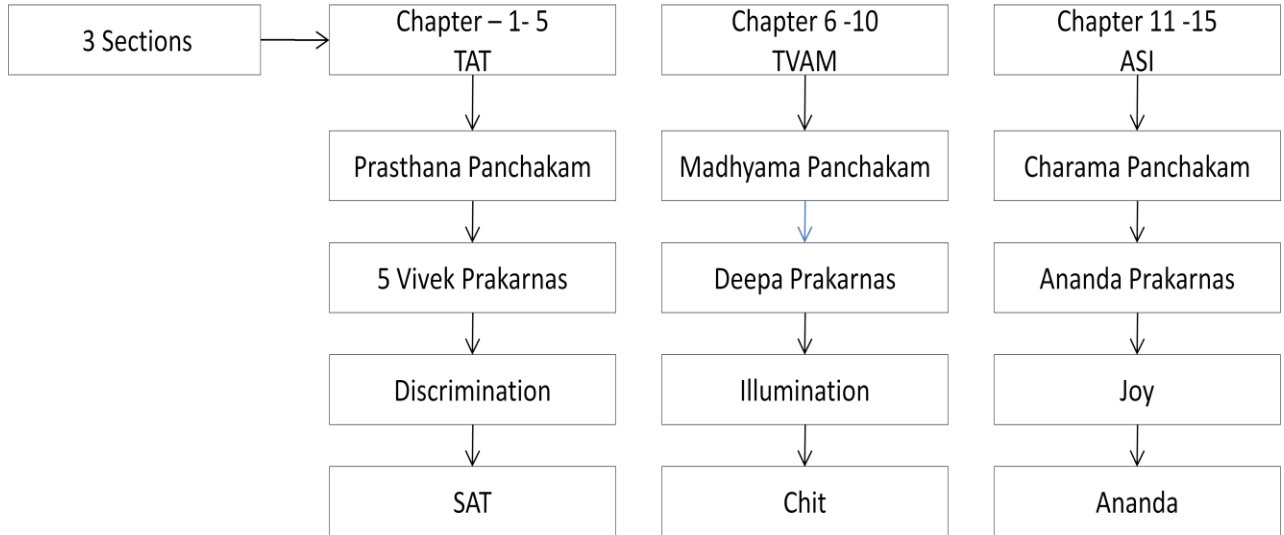 3 Sections
Chapter – 1- 5
TAT
Chapter 6 -10
TVAM
Chapter 11 -15
ASI
Prasthana Panchakam
Madhyama Panchakam
Charama Panchakam
5 Vivek Prakarnas
Deepa Prakarnas
Ananda Prakarnas
Discrimination
Illumination
Joy
SAT
Chit
Ananda